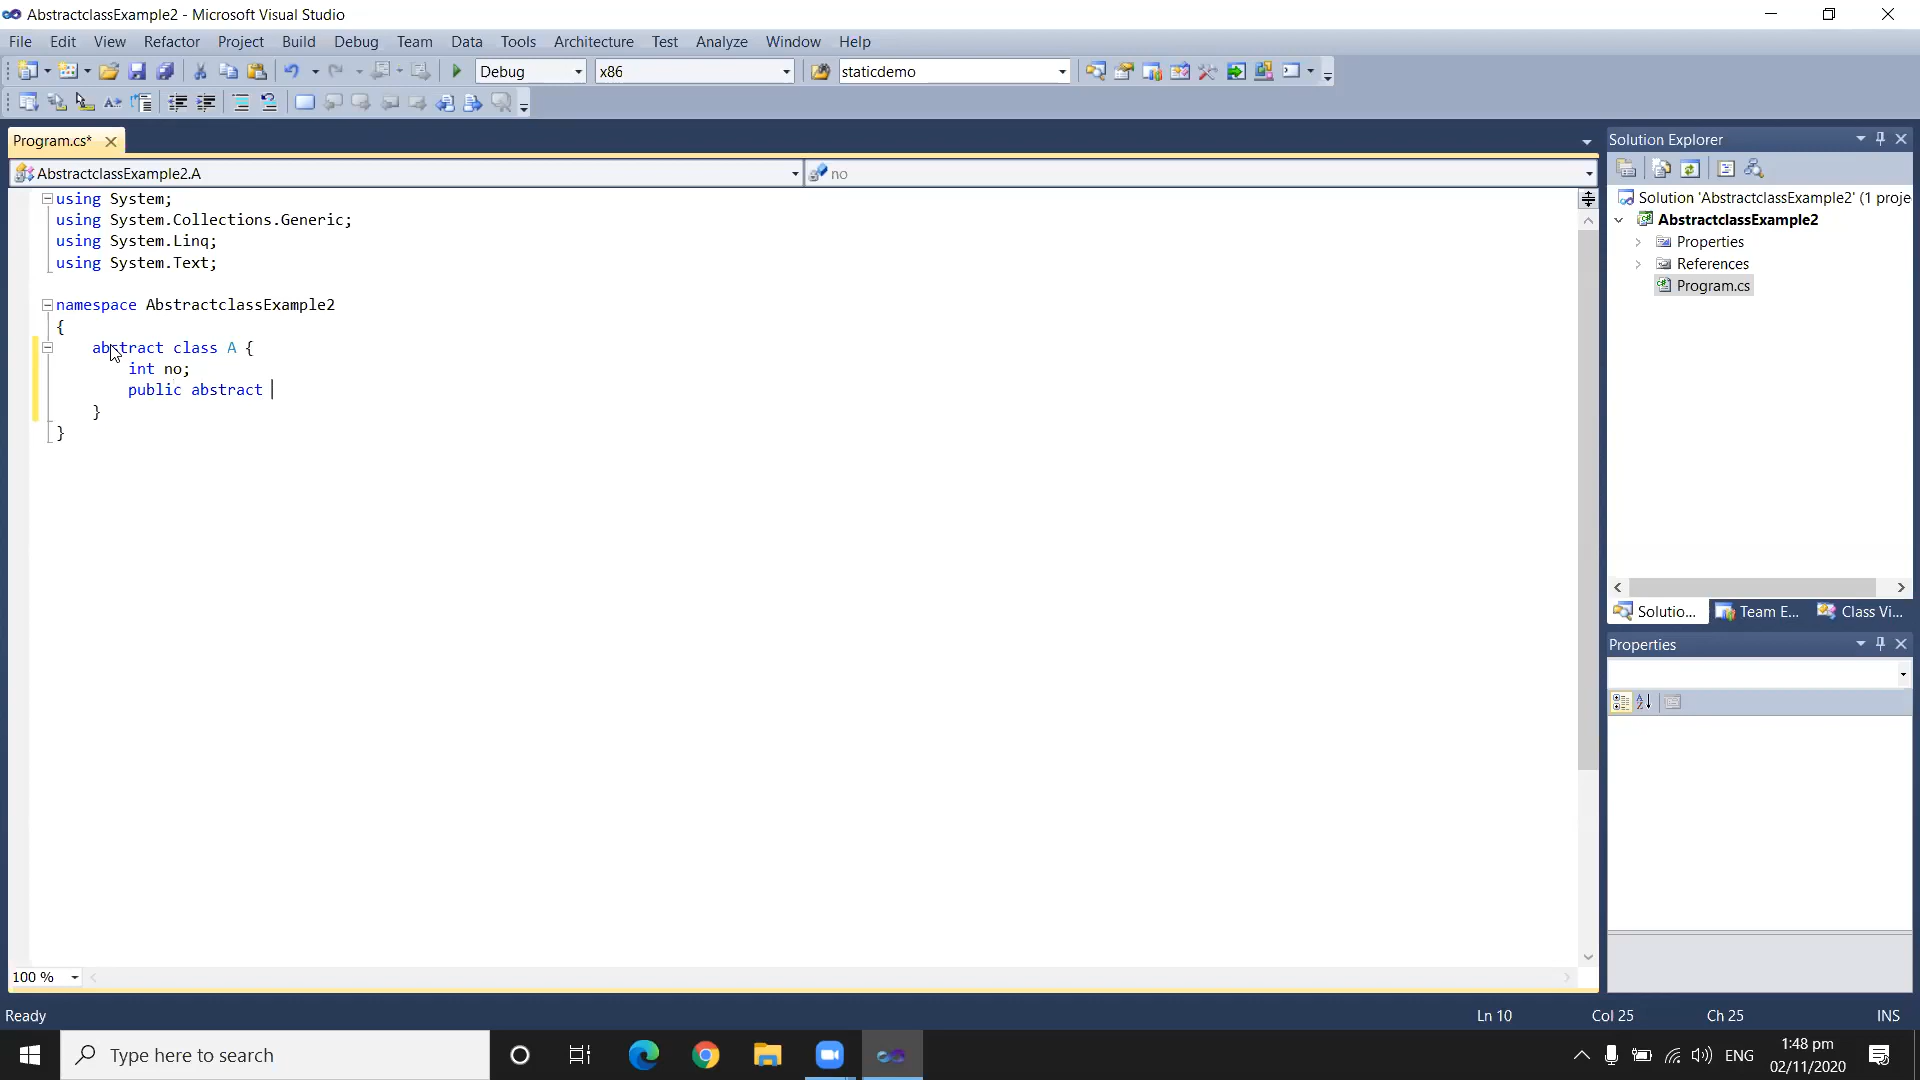 AbstractclassExample2 - Microsoft Visual Studio
File Edit View Refactor Project Build Debug Team Data Tools Architecture Test Analyze Window Help
Debug x86 staticdemo
Program.cs*
AbstractclassExample2.A no
using System;
using System.Collections.Generic;
using System.Linq;
using System.Text;
namespace AbstractclassExample2
{
abstract class A {
int no;
public abstract
}
}
100 %
Solution Explorer
Solution 'AbstractclassExample2' (1 proje
AbstractclassExample2
Properties
References
Program.cs
Solutio... Team E... Class Vi...
Properties
Ready Ln 10 Col 25 Ch 25 INS
Type here to search
ENG
1:48 pm
02/11/2020